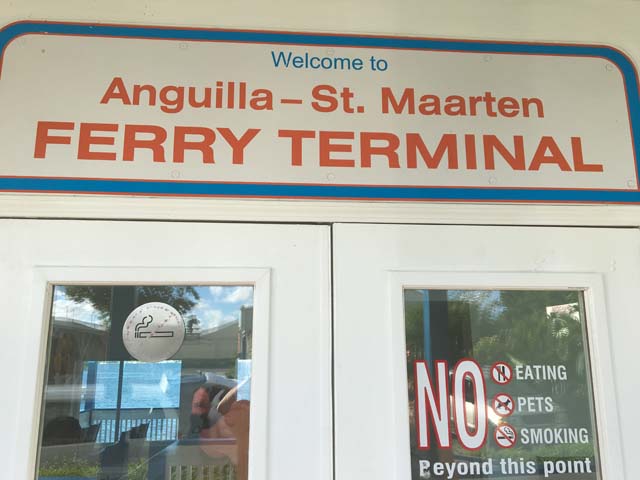 Welcome to
Anguilla – St. Maarten
FERRY TERMINAL
NO
EATING
PETS
SMOKING
Beyond this point